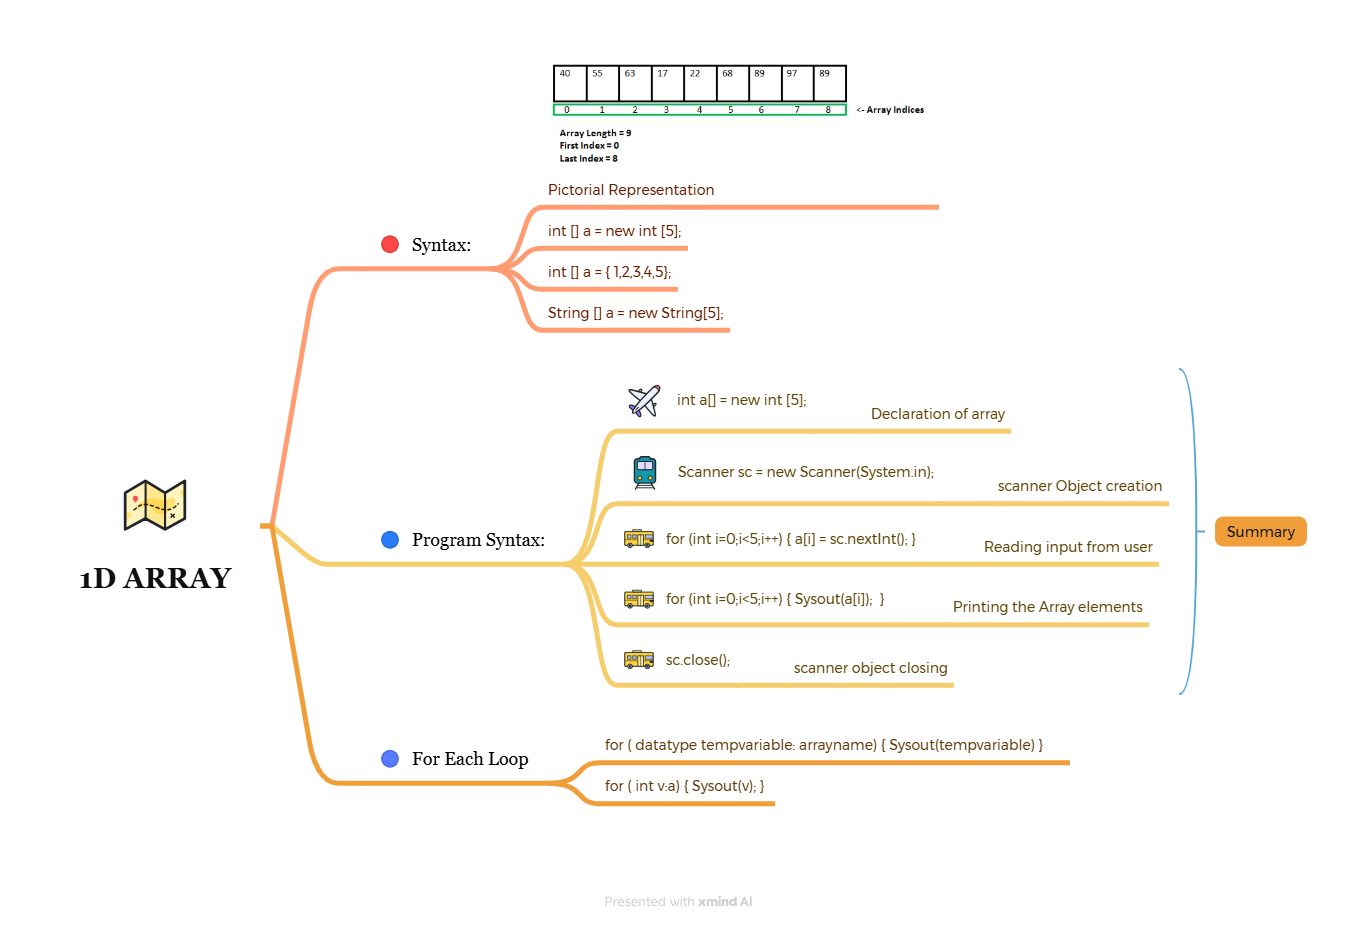 40 55 63 17 22 68 89 97 89
0 1 2 3 4 5 6 7 8 <- Array Indices
Array Length = 9
First Index = 0
Last Index = 8
Pictorial Representation
Syntax:
int [] a = new int [5];
int [] a = { 1,2,3,4,5};
String [] a = new String[5];
int a[] = new int [5];
Declaration of array
Scanner sc = new Scanner(System.in);
scanner Object creation
1D ARRAY
Program Syntax:
for (int i=0;i<5;i++) { a[i] = sc.nextInt(); }
Reading input from user
for (int i=0;i<5;i++) { Sysout(a[i]);  }
Printing the Array elements
sc.close();
scanner object closing
Summary
For Each Loop
for ( datatype tempvariable: arrayname) { Sysout(tempvariable) }
for ( int v:a) { Sysout(v); }
Presented with xmind AI